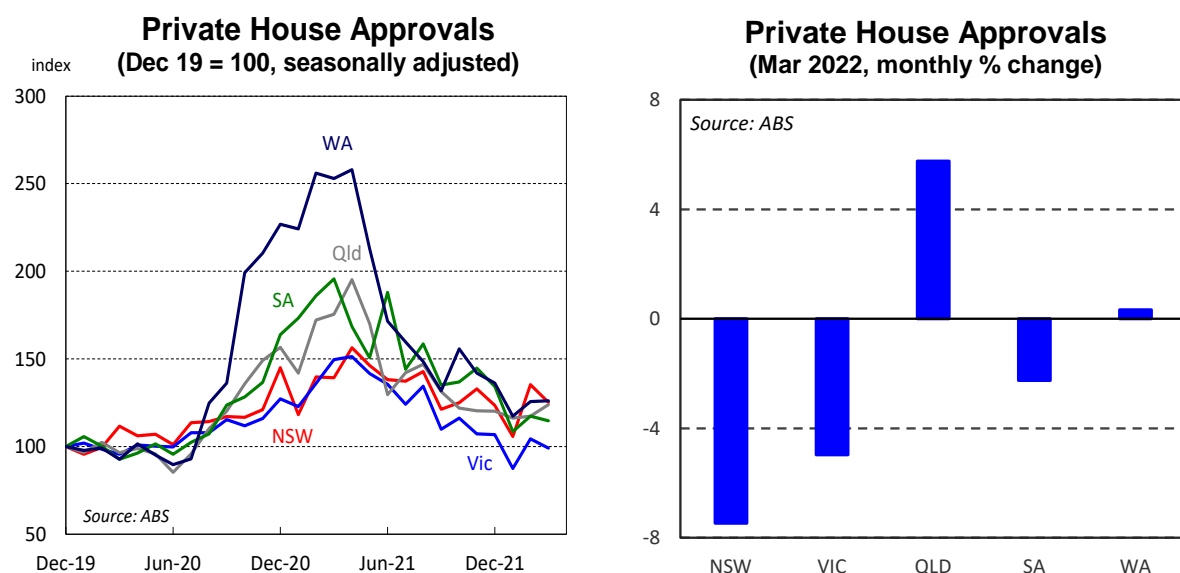 Private House Approvals
(Dec 19 = 100, seasonally adjusted)
index
300
250
200
150
100
50
WA
Qld
SA
NSW
Vic
Source: ABS
Dec-19 Jun-20 Dec-20 Jun-21 Dec-21
Private House Approvals
(Mar 2022, monthly % change)
8
4
0
-4
-8
Source: ABS
NSW VIC QLD SA WA